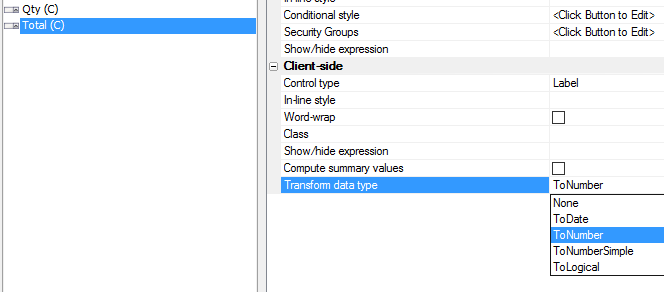 Qty (C)
Total (C)
In-line style
Conditional style <Click Button to Edit>
Security Groups <Click Button to Edit>
Show/hide expression
Client-side
Control type Label
In-line style
Word-wrap
Class
Show/hide expression
Compute summary values
Transform data type ToNumber
None
ToDate
ToNumber
ToNumberSimple
ToLogical